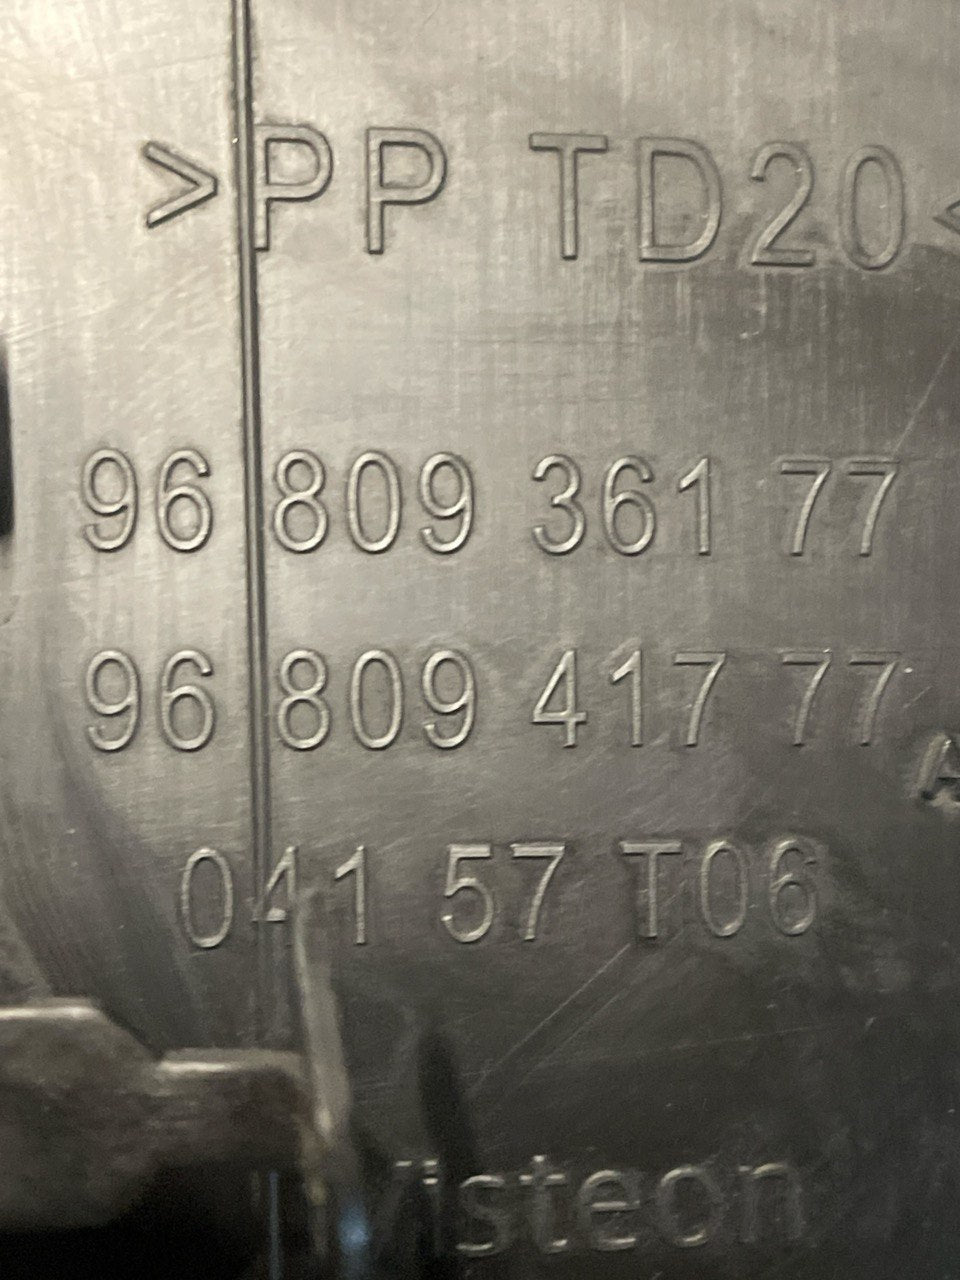 >PP TD20<
96 809 361 77
96 809 417 77
A
041 57 T06
Visteon